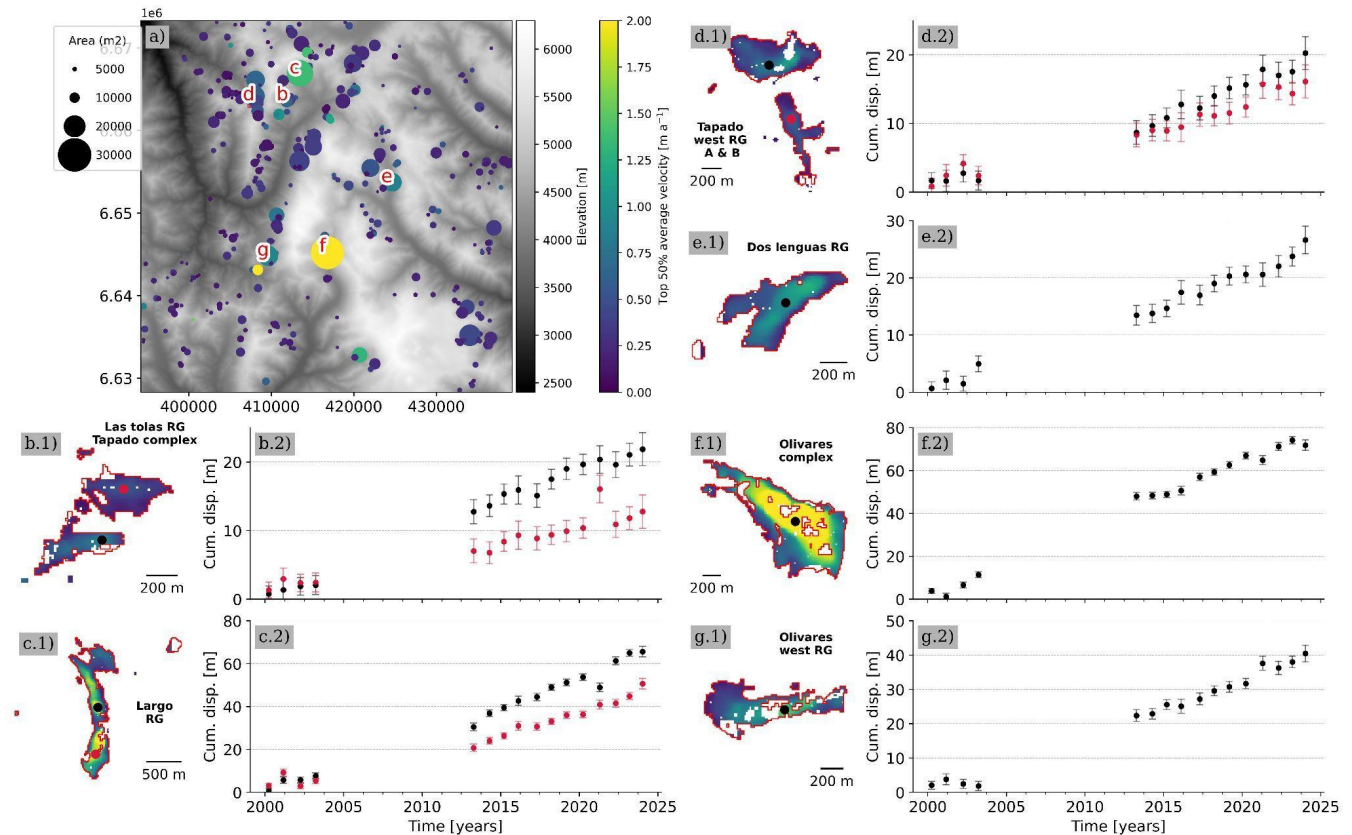 1e6
a)
Area (m2)
5000
10000
20000
30000
6.67
6.66
6.65
6.64
6.63
400000
410000
420000
430000
c
d
b
e
g
f
6000
5500
5000
4500
4000
3500
3000
2500
Elevation [m]
2.00
1.75
1.50
1.25
1.00
0.75
0.50
0.25
0.00
Top 50% average velocity [m a⁻¹]
d.1)
Tapado
west RG
A & B
200 m
d.2)
Cum. disp. [m]
20
10
0
e.1)
Dos lenguas RG
200 m
e.2)
Cum. disp. [m]
30
20
10
0
b.1)
Las tolas RG
Tapado complex
200 m
b.2)
Cum. disp. [m]
20
10
0
f.1)
Olivares
complex
200 m
f.2)
Cum. disp. [m]
80
60
40
20
0
c.1)
Largo
RG
500 m
c.2)
Cum. disp. [m]
80
60
40
20
0
2000
2005
2010
2015
2020
2025
Time [years]
g.1)
Olivares
west RG
200 m
g.2)
Cum. disp. [m]
50
40
30
20
10
0
2000
2005
2010
2015
2020
2025
Time [years]